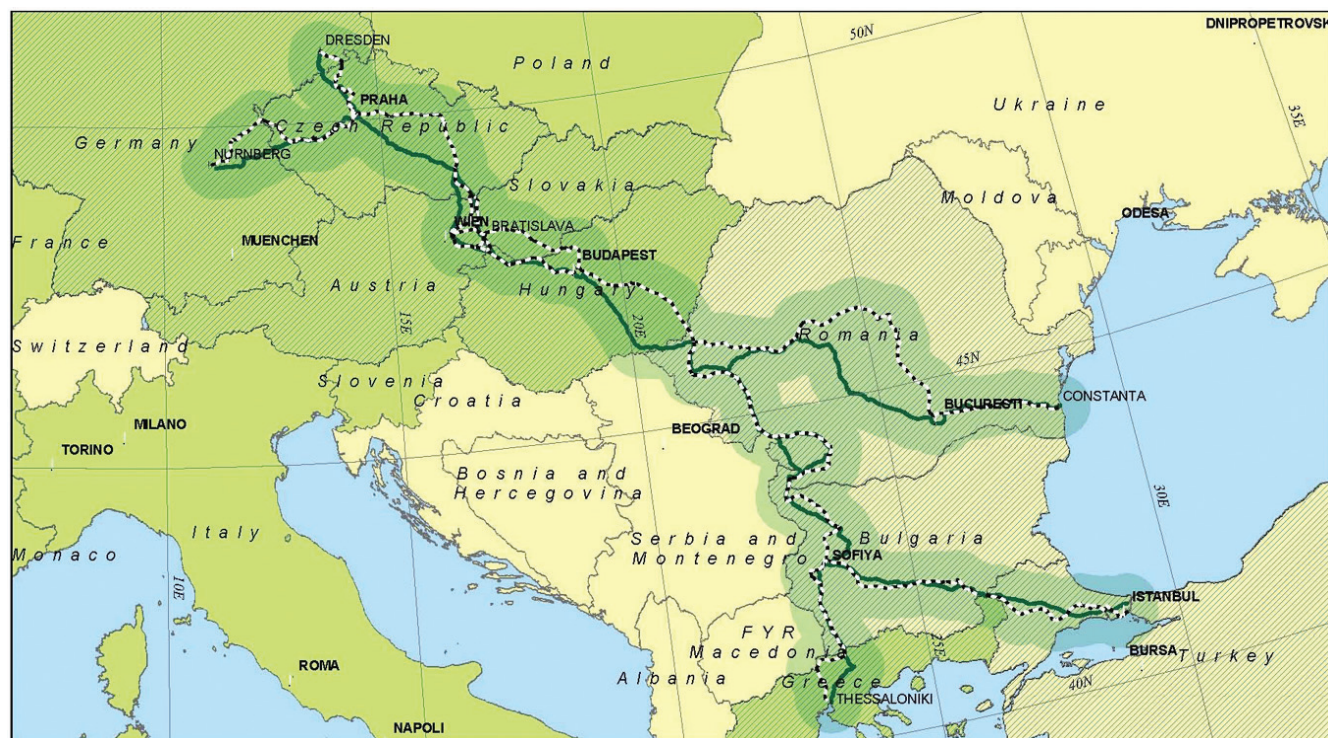 DNIPROPETROVSK
50N
DRESDEN
Poland
PRAHA
Ukraine
35E
Czech Republic
Germany
NÜRNBERG
Slovakia
Moldova
WIEN
BRATISLAVA
ODESA
MUENCHEN
France
BUDAPEST
Austria
Hungary
15E
20E
Romania
Switzerland
45N
Slovenia
Croatia
BUCURESTI
CONSTANTA
MILANO
BEOGRAD
TORINO
Bosnia and
Hercegovina
30E
Italy
Serbia and
Montenegro
Bulgaria
Monaco
SOFIYA
10E
ISTANBUL
FYR
Macedonia
25E
BURSA
Turkey
ROMA
Albania
Greece
40N
THESSALONIKI
NAPOLI